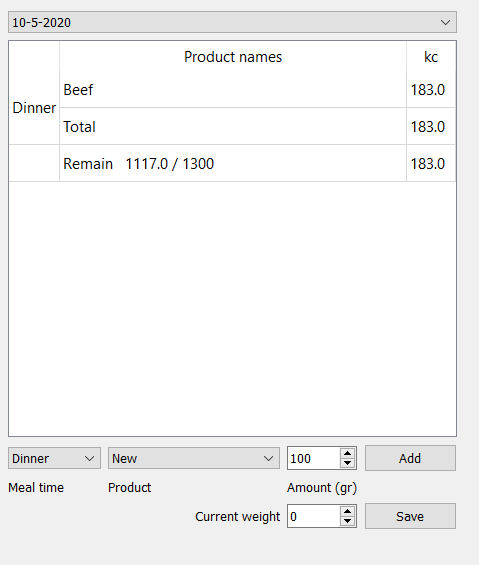 10-5-2020
Product names kc
Beef 183.0
Dinner
Total 183.0
Remain 1117.0 / 1300 183.0
Dinner New 100 Add
Meal time Product Amount (gr)
Current weight 0 Save